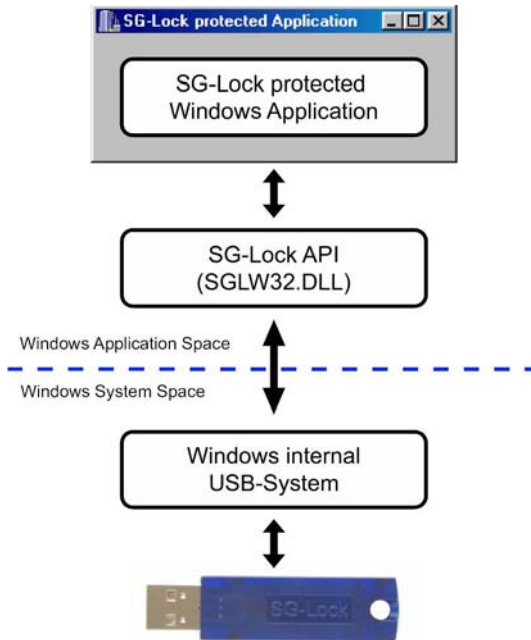 SG-Lock protected Application
SG-Lock protected
Windows Application
SG-Lock API
(SGLW32.DLL)
Windows Application Space
Windows System Space
Windows internal
USB-System
SG-Lock